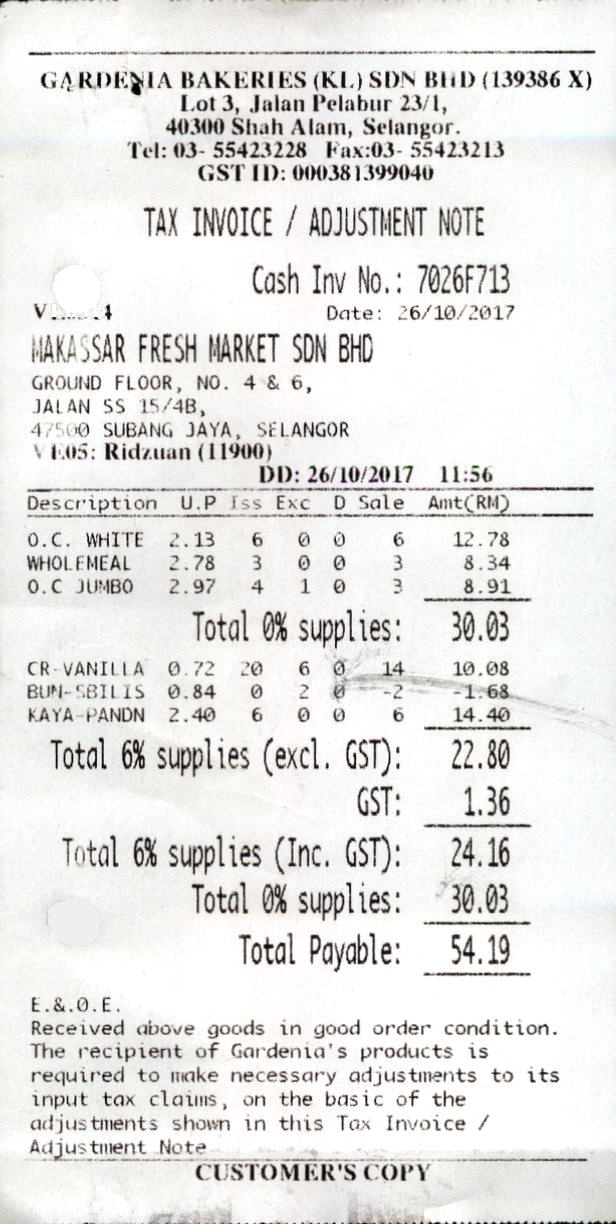 GARDENIA BAKERIES (KL) SDN BHD (139386 X)
Lot 3, Jalan Pelabur 23/1,
40300 Shah Alam, Selangor.
Tel: 03- 55423228 Fax:03- 55423213
GST ID: 000381399040
TAX INVOICE / ADJUSTMENT NOTE
Cash Inv No.: 7026F713
Date: 26/10/2017
MAKASSAR FRESH MARKET SDN BHD
GROUND FLOOR, NO. 4 & 6,
JALAN SS 15/4B,
47500 SUBANG JAYA, SELANGOR
VE05: Ridzuan (11900)
DD: 26/10/2017 11:56
Description U.P Iss Exc D Sale Amt(RM)
O.C. WHITE 2.13 6 0 0 6 12.78
WHOLEMEAL 2.78 3 0 0 3 8.34
O.C JUMBO 2.97 4 1 0 3 8.91
Total 0% supplies: 30.03
CR-VANILLA 0.72 20 6 0 14 10.08
BUN-SBILIS 0.84 0 2 0 -2 -1.68
KAYA-PANDN 2.40 6 0 0 6 14.40
Total 6% supplies (excl. GST): 22.80
GST: 1.36
Total 6% supplies (Inc. GST): 24.16
Total 0% supplies: 30.03
Total Payable: 54.19
E.&.O.E.
Received above goods in good order condition.
The recipient of Gardenia's products is
required to make necessary adjustments to its
input tax claims, on the basic of the
adjustments shown in this Tax Invoice /
Adjustment Note
CUSTOMER'S COPY